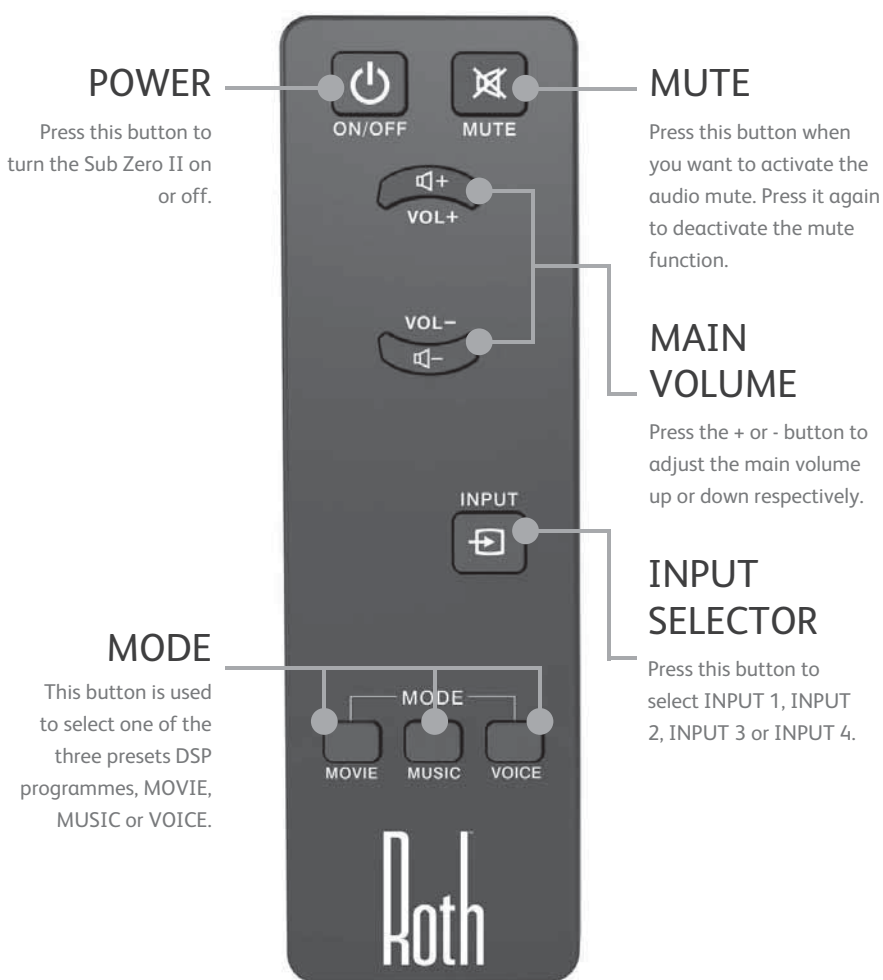 POWER
Press this button to
turn the Sub Zero II on
or off.
ON/OFF
MUTE
MUTE
Press this button when
you want to activate the
audio mute. Press it again
to deactivate the mute
function.
+
VOL+
VOL−
−
MAIN
VOLUME
Press the + or - button to
adjust the main volume
up or down respectively.
INPUT
INPUT
SELECTOR
Press this button to
select INPUT 1, INPUT
2, INPUT 3 or INPUT 4.
MODE
This button is used
to select one of the
three presets DSP
programmes, MOVIE,
MUSIC or VOICE.
MODE
MOVIE MUSIC VOICE
Roth